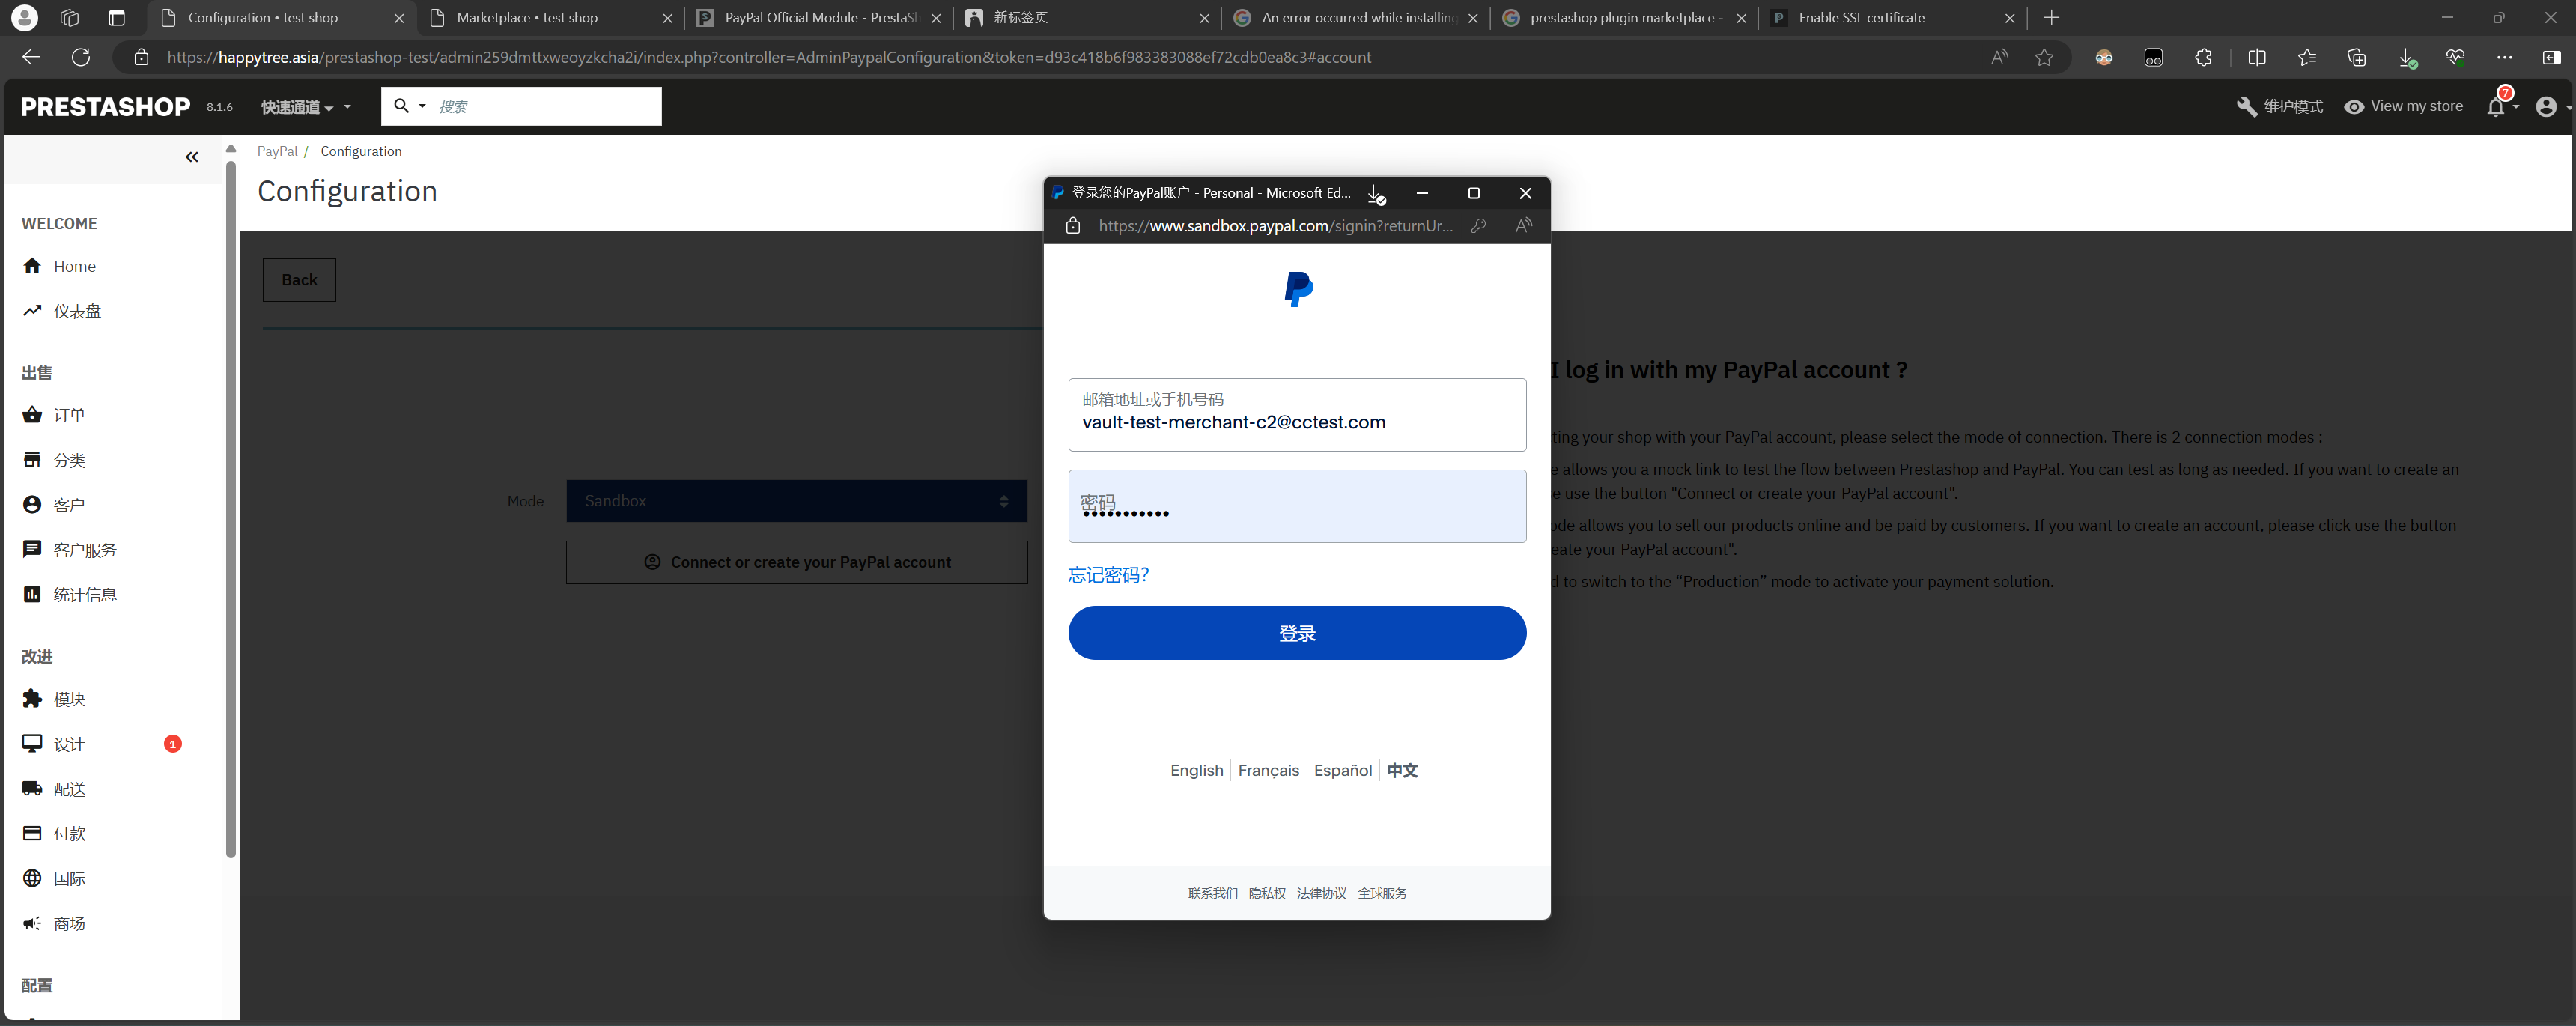 Configuration • test shop
Marketplace • test shop
PayPal Official Module - PrestaSh
新标签页
An error occurred while installing
prestashop plugin marketplace -
Enable SSL certificate
https://happytree.asia/prestashop-test/admin259dmttxweoyzkcha2i/index.php?controller=AdminPaypalConfiguration&token=d93c418b6f983383088ef72cdb0ea8c3#account
PRESTASHOP 8.1.6
快速通道
搜索
维护模式
View my store
7
PayPal / Configuration
Configuration
WELCOME
Home
仪表盘
出售
订单
分类
客户
客户服务
统计信息
改进
模块
设计
1
配送
付款
国际
商场
配置
Back
Mode
Sandbox
Connect or create your PayPal account
登录您的PayPal账户 - Personal - Microsoft Ed...
https://www.sandbox.paypal.com/signin?returnUr...
邮箱地址或手机号码
vault-test-merchant-c2@cctest.com
密码
•••••••••••
忘记密码?
登录
English
Français
Español
中文
联系我们 隐私权 法律协议 全球服务
I log in with my PayPal account ?
ting your shop with your PayPal account, please select the mode of connection. There is 2 connection modes :
e allows you a mock link to test the flow between Prestashop and PayPal. You can test as long as needed. If you want to create an
e use the button "Connect or create your PayPal account".
ode allows you to sell our products online and be paid by customers. If you want to create an account, please click use the button
eate your PayPal account".
d to switch to the “Production” mode to activate your payment solution.